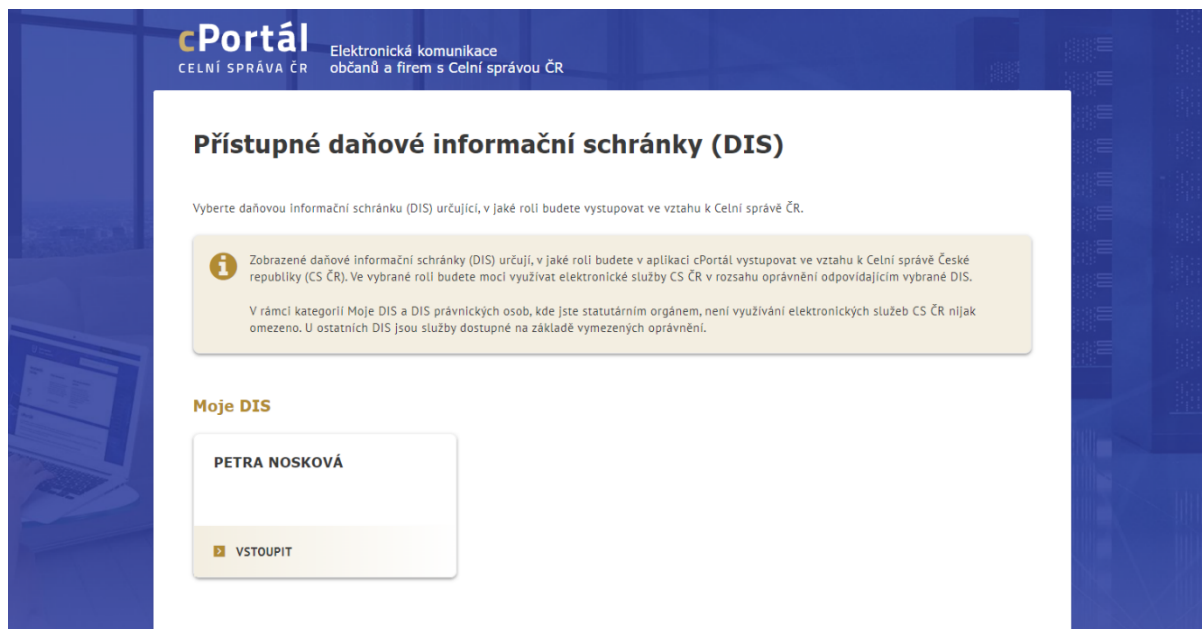 cPortál
CELNÍ SPRÁVA ČR
Elektronická komunikace
občanů a firem s Celní správou ČR
Přístupné daňové informační schránky (DIS)
Vyberte daňovou informační schránku (DIS) určující, v jaké roli budete vystupovat ve vztahu k Celní správě ČR.
Zobrazené daňové informační schránky (DIS) určují, v jaké roli budete v aplikaci cPortál vystupovat ve vztahu k Celní správě České
republiky (CS ČR). Ve vybrané roli budete moci využívat elektronické služby CS ČR v rozsahu oprávnění odpovídajícím vybrané DIS.
V rámci kategorií Moje DIS a DIS právnických osob, kde jste statutárním orgánem, není využívání elektronických služeb CS ČR nijak
omezeno. U ostatních DIS jsou služby dostupné na základě vymezených oprávnění.
Moje DIS
PETRA NOSKOVÁ
VSTOUPIT